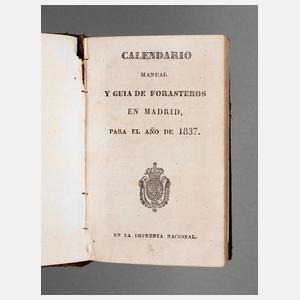 CALENDARIO
MANUAL
Y GUIA DE FORASTEROS
EN MADRID,
PARA EL AÑO DE 1837.
EN LA IMPRENTA NACIONAL.